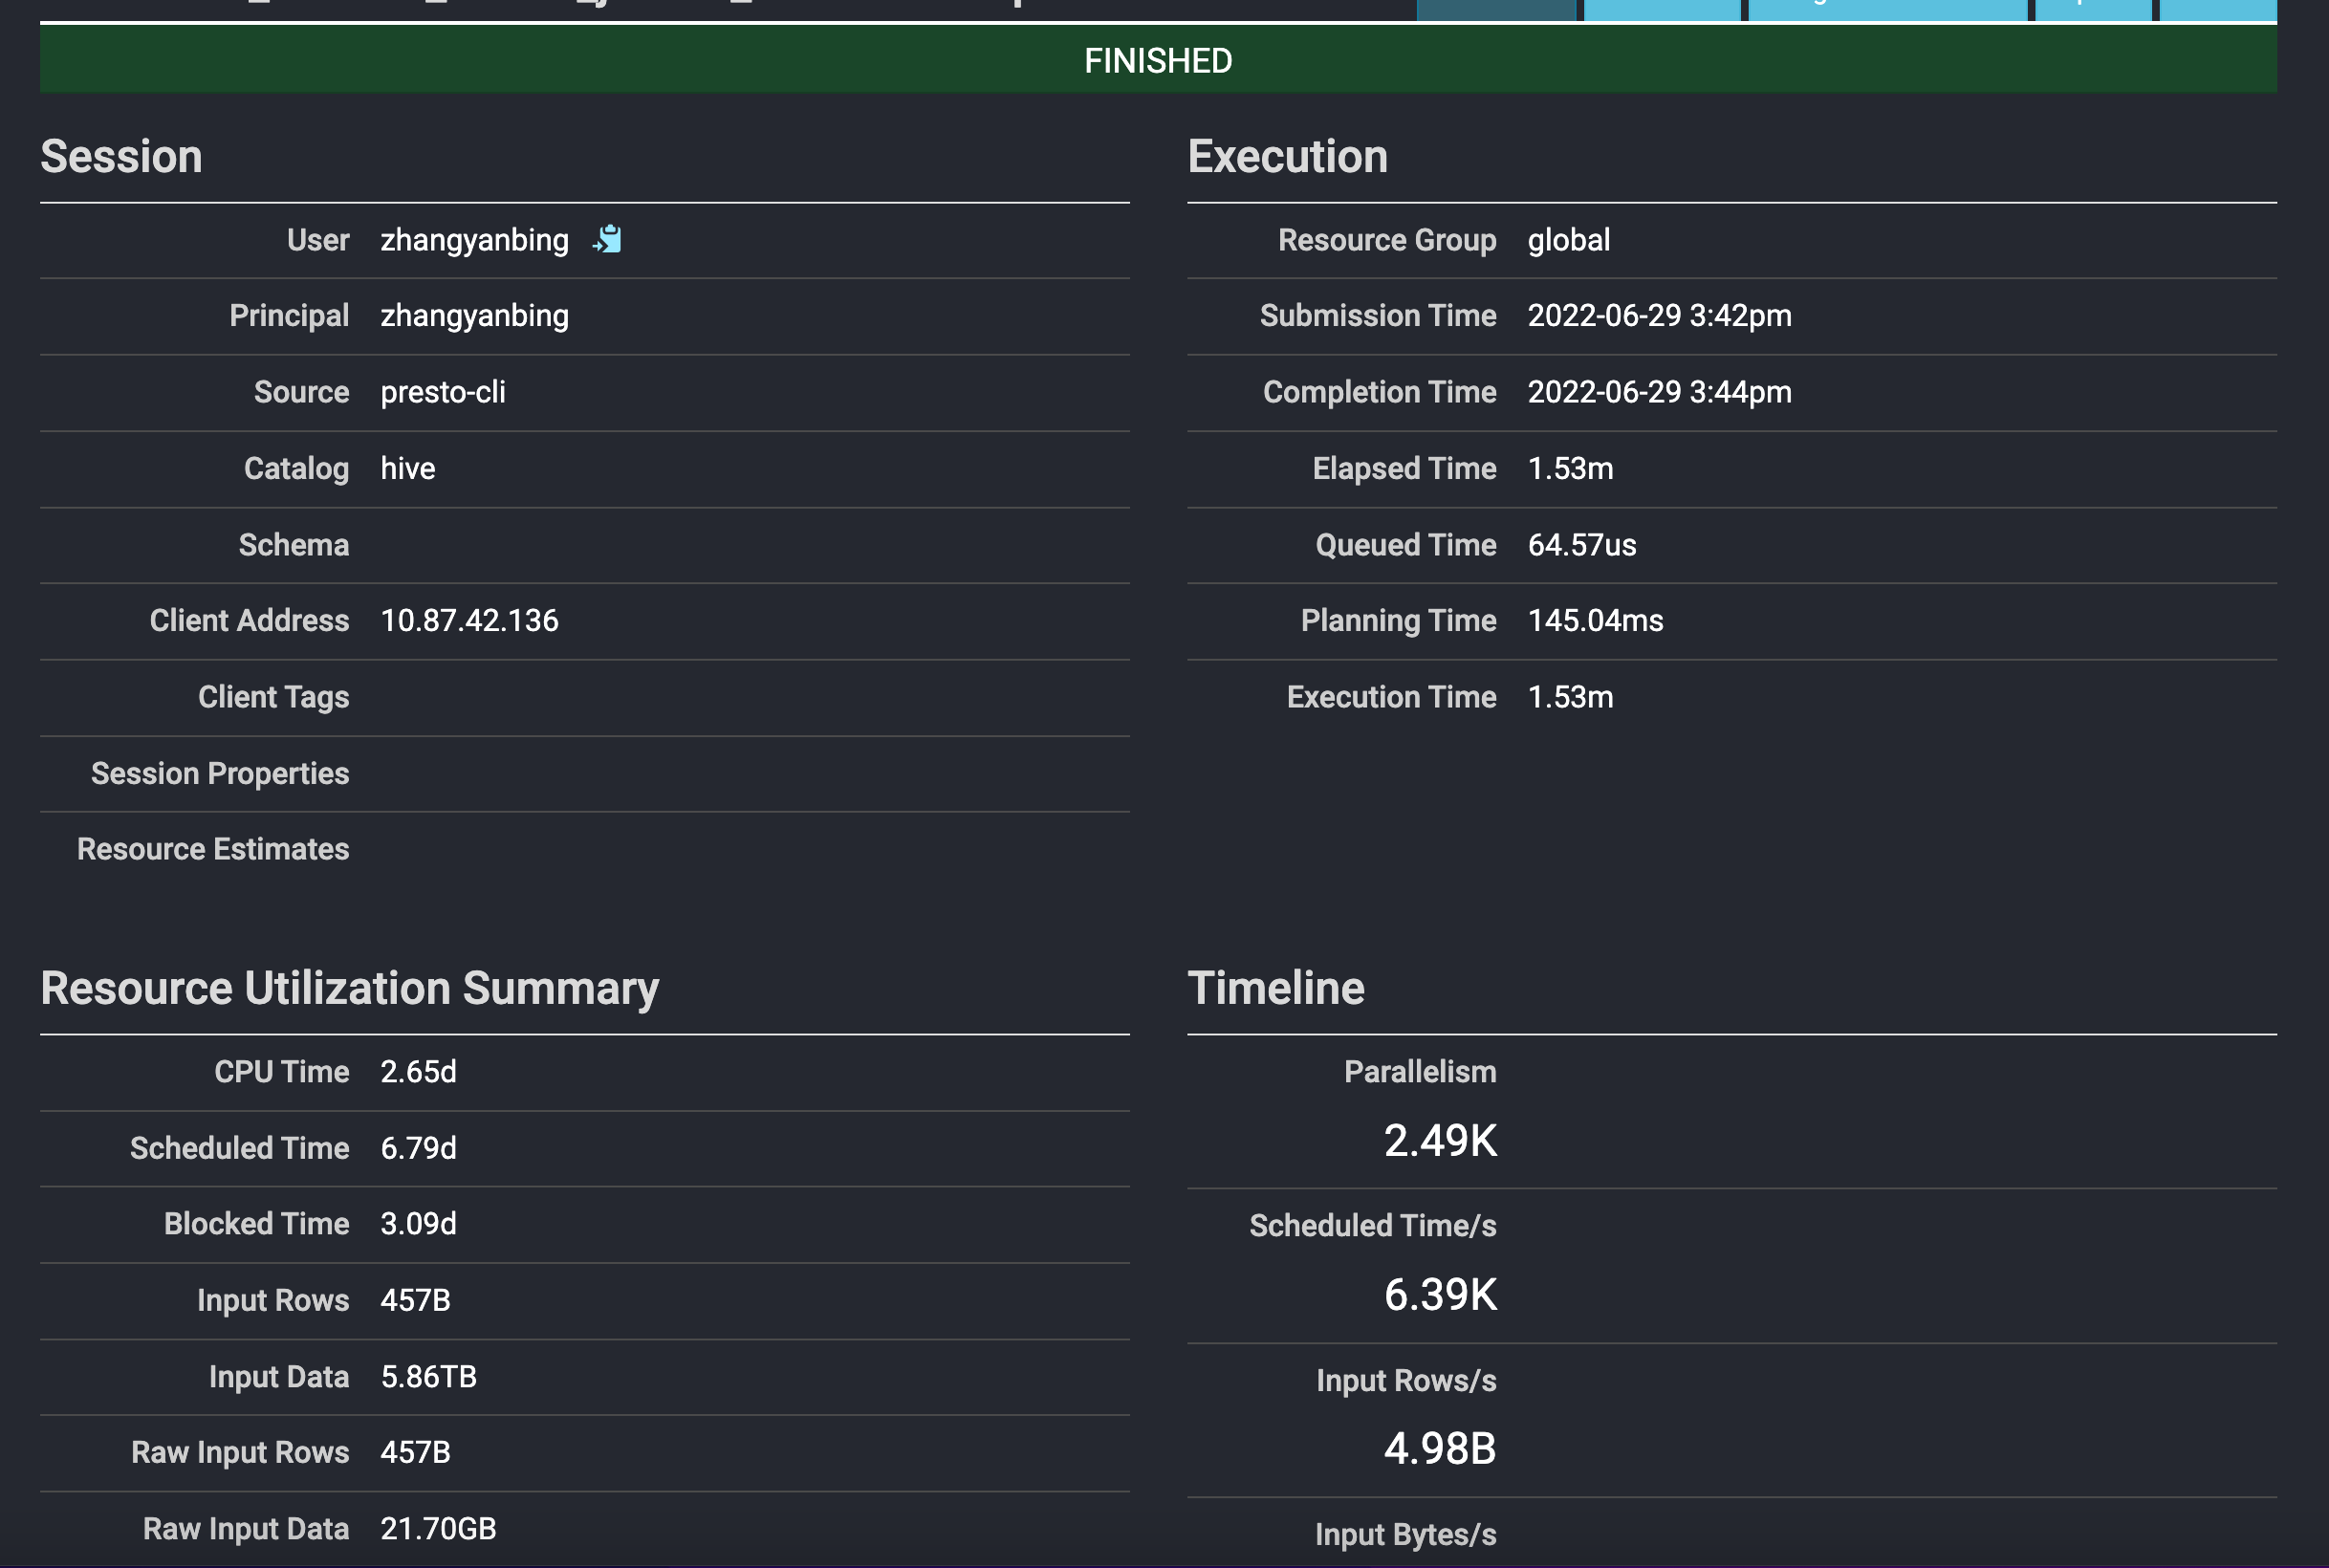 FINISHED
Session
User zhangyanbing
Principal zhangyanbing
Source presto-cli
Catalog hive
Schema
Client Address 10.87.42.136
Client Tags
Session Properties
Resource Estimates
Execution
Resource Group global
Submission Time 2022-06-29 3:42pm
Completion Time 2022-06-29 3:44pm
Elapsed Time 1.53m
Queued Time 64.57us
Planning Time 145.04ms
Execution Time 1.53m
Resource Utilization Summary
CPU Time 2.65d
Scheduled Time 6.79d
Blocked Time 3.09d
Input Rows 457B
Input Data 5.86TB
Raw Input Rows 457B
Raw Input Data 21.70GB
Timeline
Parallelism
2.49K
Scheduled Time/s
6.39K
Input Rows/s
4.98B
Input Bytes/s